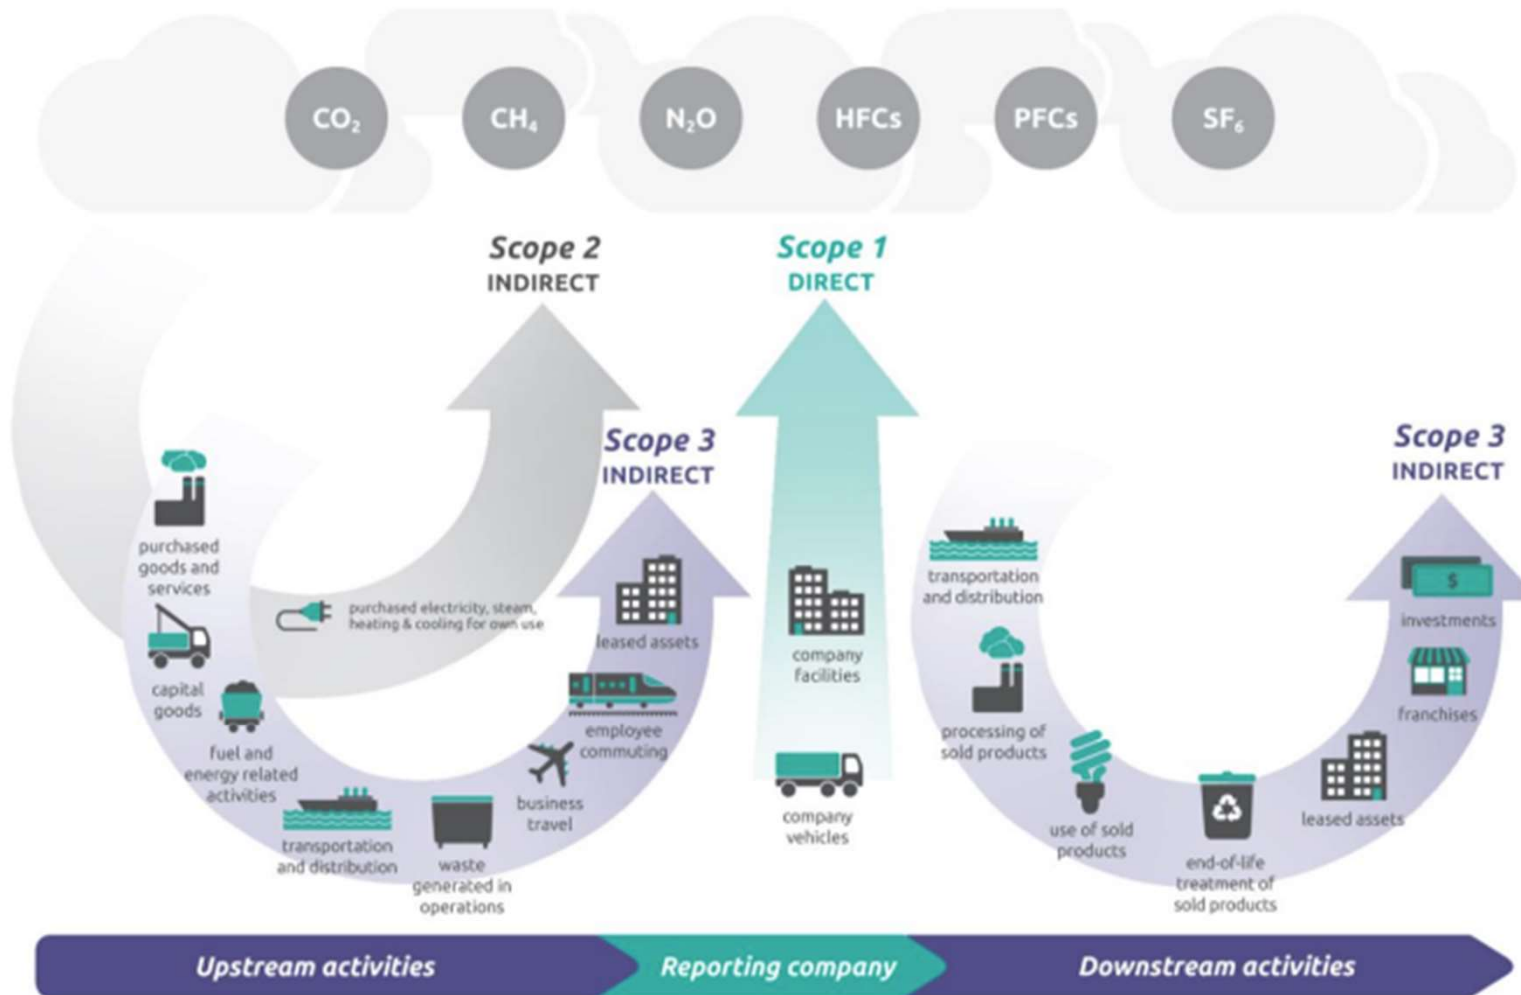 CO₂
CH₄
N₂O
HFCs
PFCs
SF₆
Scope 2
INDIRECT
Scope 1
DIRECT
Scope 3
INDIRECT
Scope 3
INDIRECT
purchased
goods and
services
capital
goods
fuel and
energy related
activities
transportation
and distribution
waste
generated in
operations
business
travel
employee
commuting
leased assets
purchased electricity, steam,
heating & cooling for own use
company
facilities
company
vehicles
transportation
and distribution
processing of
sold products
use of sold
products
end-of-life
treatment of
sold products
leased assets
franchises
$
investments
Upstream activities
Reporting company
Downstream activities